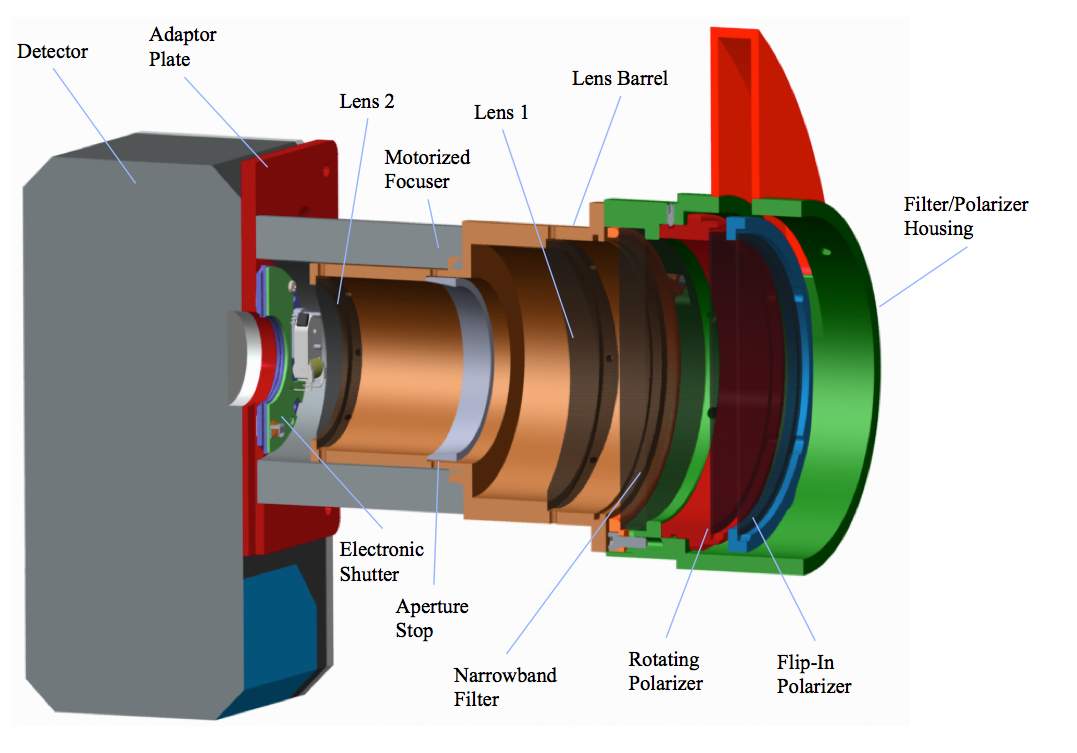 Detector
Adaptor
Plate
Lens 2
Motorized
Focuser
Lens 1
Lens Barrel
Filter/Polarizer
Housing
Electronic
Shutter
Aperture
Stop
Narrowband
Filter
Rotating
Polarizer
Flip-In
Polarizer